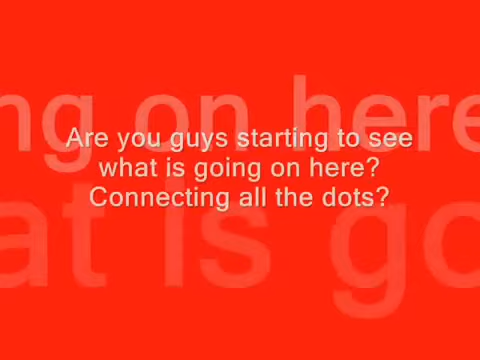 ng on here
Are you guys starting to see
what is going on here?
Connecting all the dots?
at is go